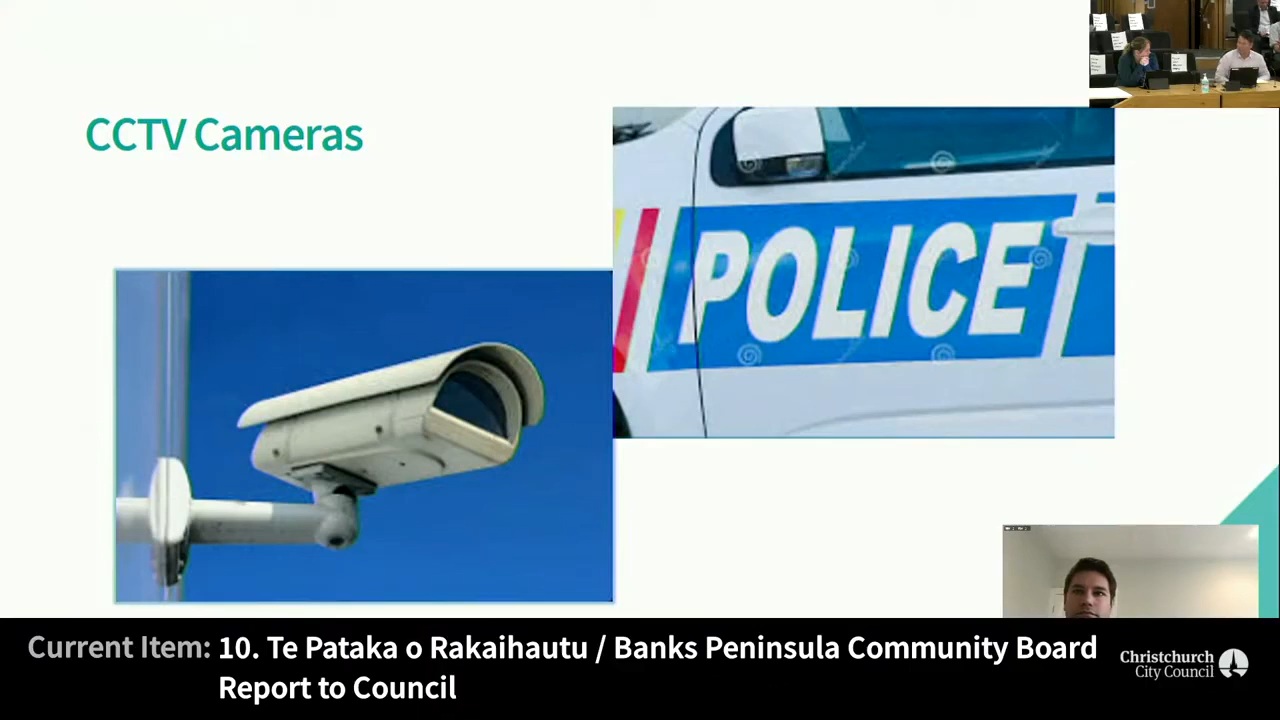 CCTV Cameras
POLICE
Current Item: 10. Te Pataka o Rakaihautu / Banks Peninsula Community Board
Report to Council
Christchurch
City Council